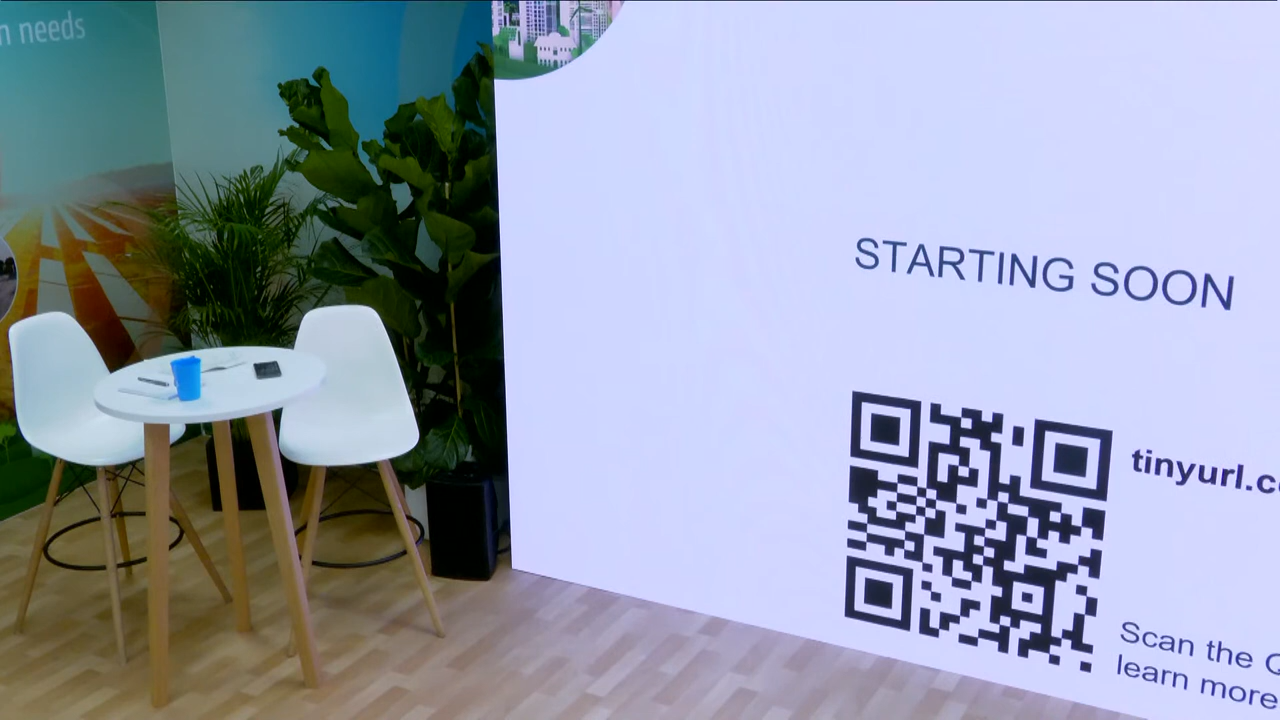 n needs
STARTING SOON
tinyurl.c
Scan the Q
learn more